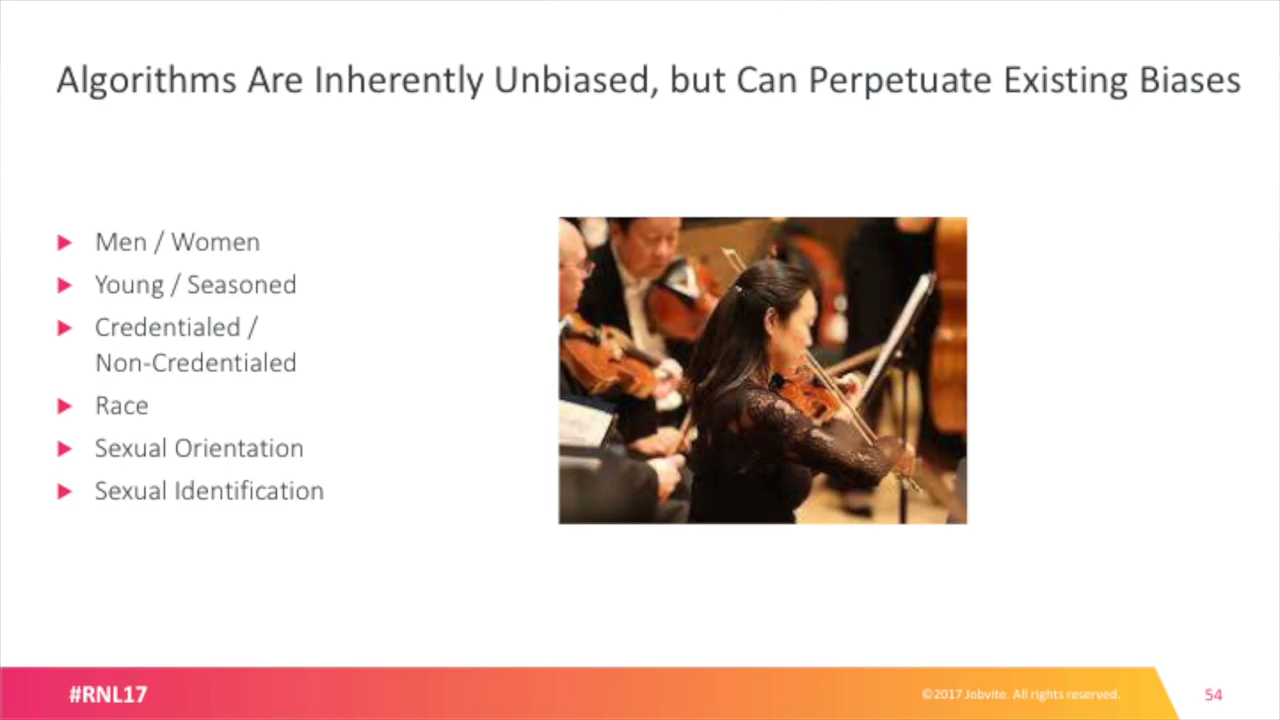 Algorithms Are Inherently Unbiased, but Can Perpetuate Existing Biases
Men / Women
Young / Seasoned
Credentialed /
Non-Credentialed
Race
Sexual Orientation
Sexual Identification
#RNL17
©2017 Jobvite. All rights reserved.
54